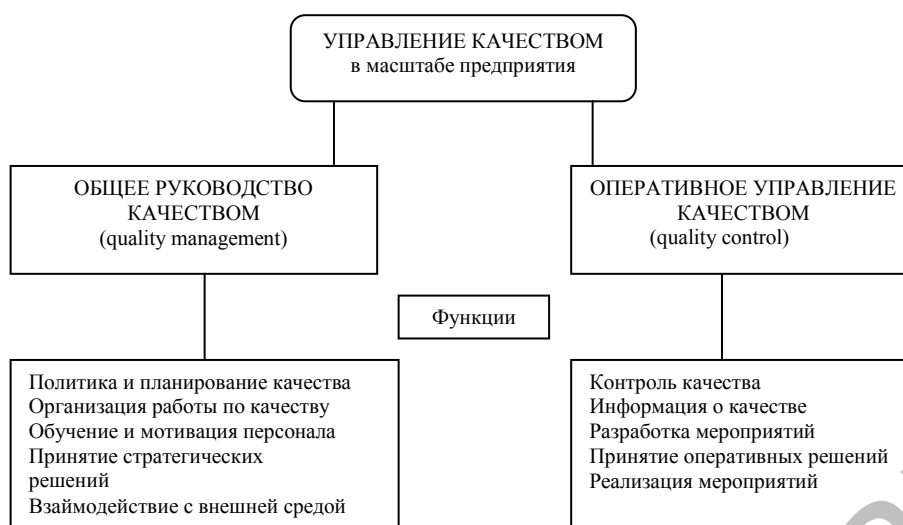 УПРАВЛЕНИЕ КАЧЕСТВОМ
в масштабе предприятия
ОБЩЕЕ РУКОВОДСТВО
КАЧЕСТВОМ
(quality management)
ОПЕРАТИВНОЕ УПРАВЛЕНИЕ
КАЧЕСТВОМ
(quality control)
Функции
Политика и планирование качества
Организация работы по качеству
Обучение и мотивация персонала
Принятие стратегических
решений
Взаймодействие с внешней средой
Контроль качества
Информация о качестве
Разработка мероприятий
Принятие оперативных решений
Реализация мероприятий